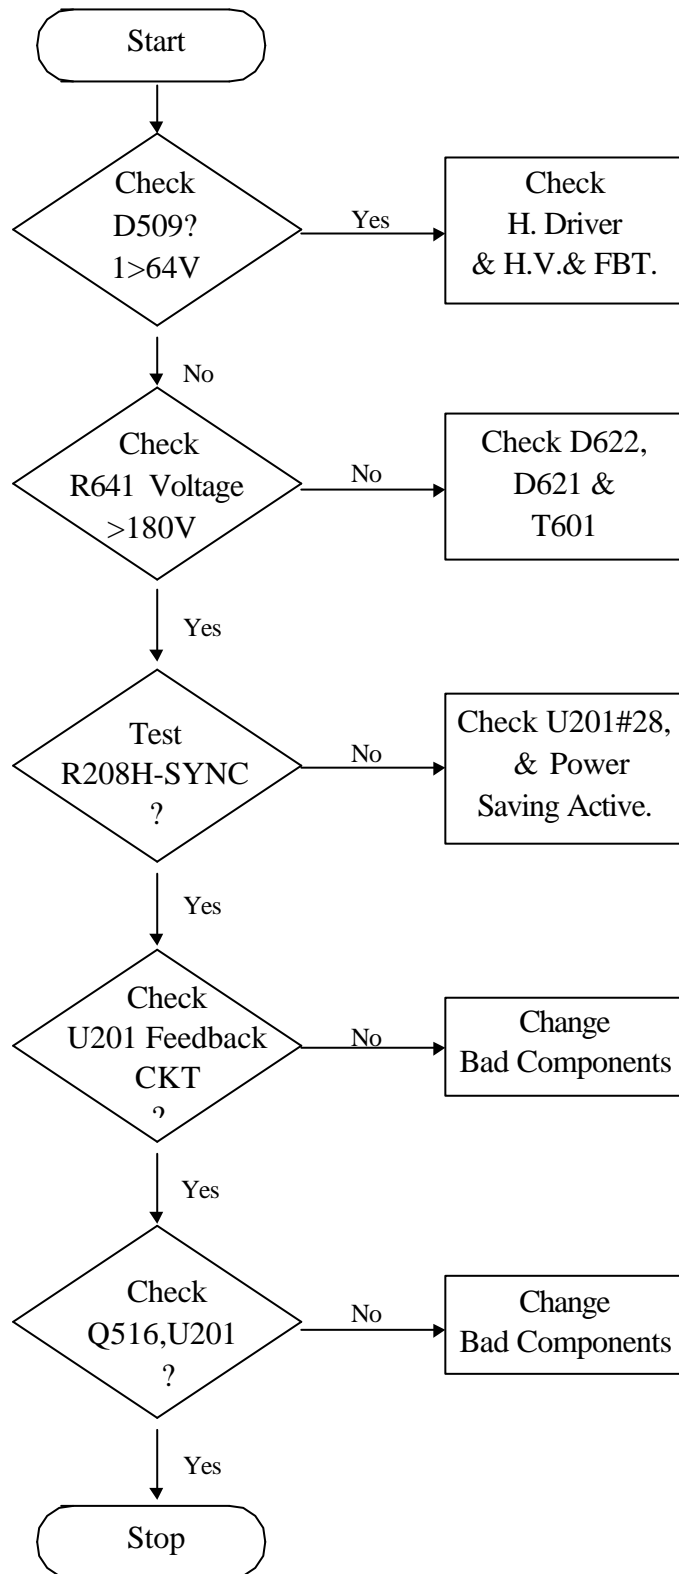 Start
Check
D509?
1>64V
Yes
Check
H. Driver
& H.V.& FBT.
No
Check
R641 Voltage
>180V
No
Check D622,
D621 &
T601
Yes
Test
R208H-SYNC
?
No
Check U201#28,
& Power
Saving Active.
Yes
Check
U201 Feedback
CKT
?
No
Change
Bad Components
Yes
Check
Q516,U201
?
No
Change
Bad Components
Yes
Stop